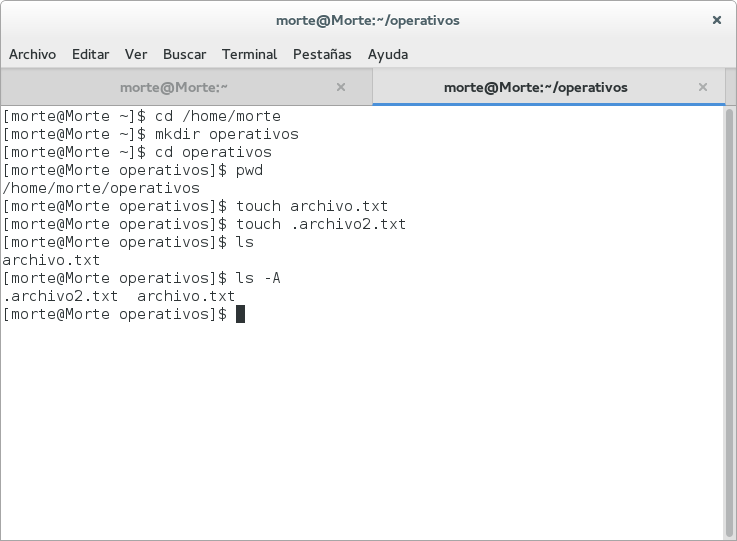 morte@Morte:~/operativos ×
Archivo Editar Ver Buscar Terminal Pestañas Ayuda
morte@Morte:~ × morte@Morte:~/operativos ×
[morte@Morte ~]$ cd /home/morte
[morte@Morte ~]$ mkdir operativos
[morte@Morte ~]$ cd operativos
[morte@Morte operativos]$ pwd
/home/morte/operativos
[morte@Morte operativos]$ touch archivo.txt
[morte@Morte operativos]$ touch .archivo2.txt
[morte@Morte operativos]$ ls
archivo.txt
[morte@Morte operativos]$ ls -A
.archivo2.txt  archivo.txt
[morte@Morte operativos]$